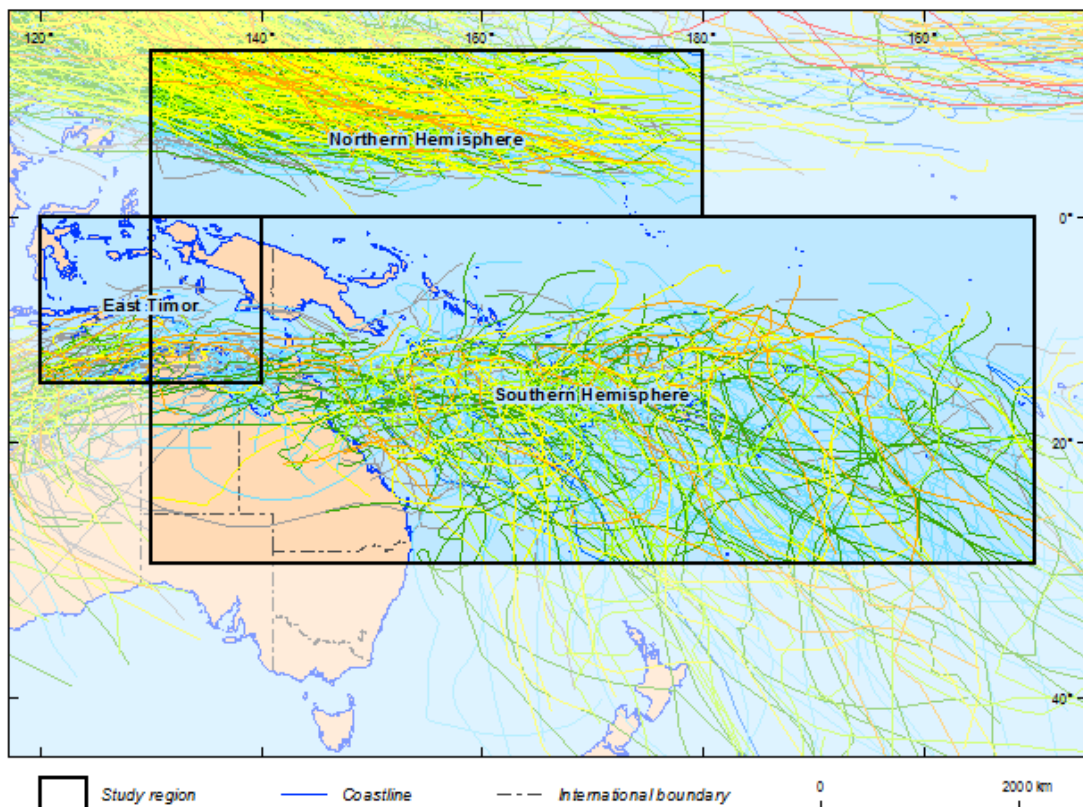 120° 140° 160° 180° 160°
Northern Hemisphere
0°
East Timor
Southern Hemisphere
20°
40°
Study region Coastline International boundary 0 2000 km